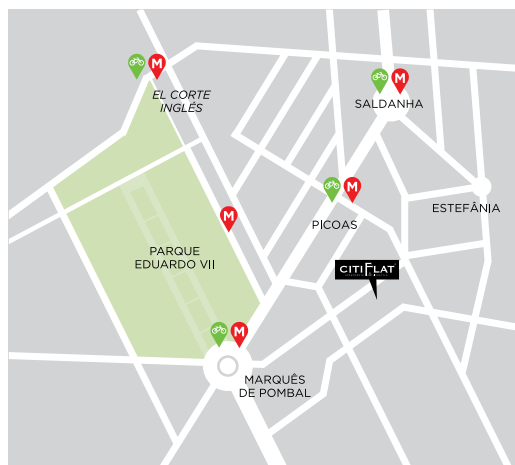 M
EL CORTE
INGLÉS
M
SALDANHA
M
PICOAS
ESTEFÂNIA
M
PARQUE
EDUARDO VII
CITIFLAT
M
MARQUÊS
DE POMBAL